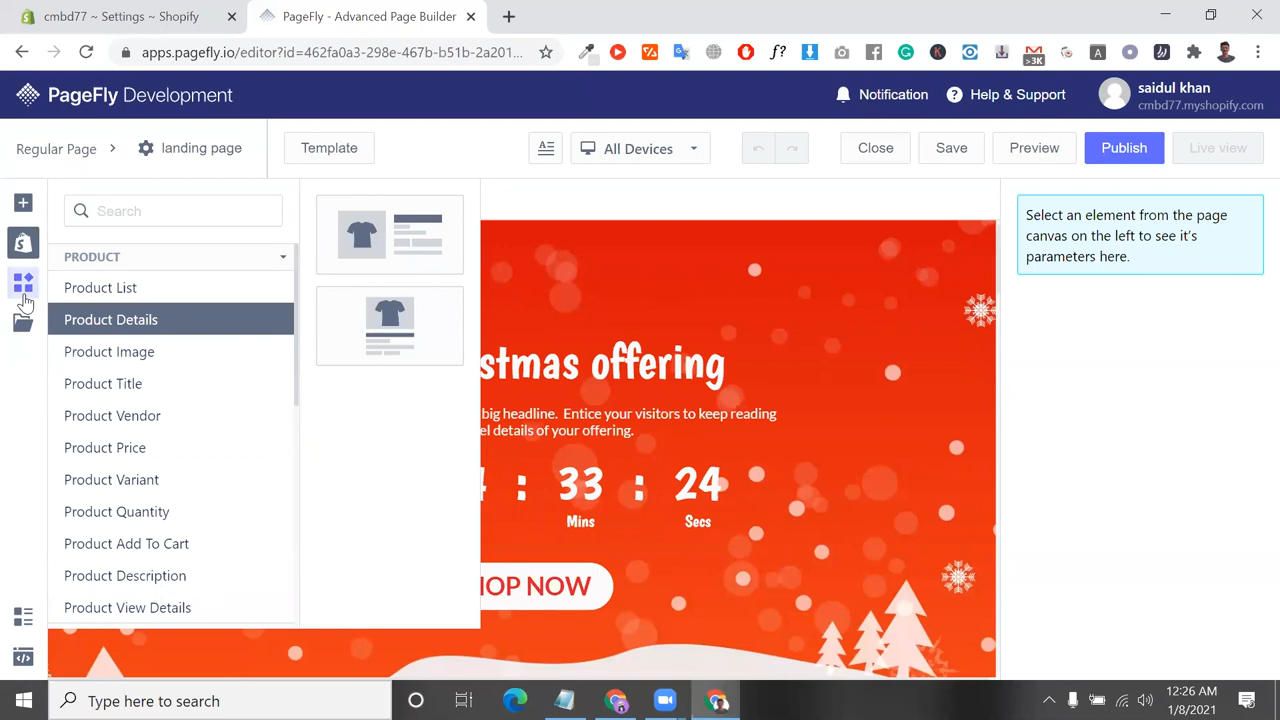 cmbd77 ~ Settings ~ Shopify
PageFly - Advanced Page Builder
apps.pagefly.io/editor?id=462fa0a3-298e-467b-b51b-2a201...
>3K
PageFly Development
Notification
Help & Support
saidul khan
cmbd77.myshopify.com
Regular Page
landing page
Template
All Devices
Close
Save
Preview
Publish
Live view
Search
PRODUCT
Product List
Product Details
Product Image
Product Title
Product Vendor
Product Price
Product Variant
Product Quantity
Product Add To Cart
Product Description
Product View Details
stmas offering
big headline. Entice your visitors to keep reading
el details of your offering.
: 33 : 24
Mins Secs
HOP NOW
Select an element from the page
canvas on the left to see it's
parameters here.
Type here to search
12:26 AM
1/8/2021